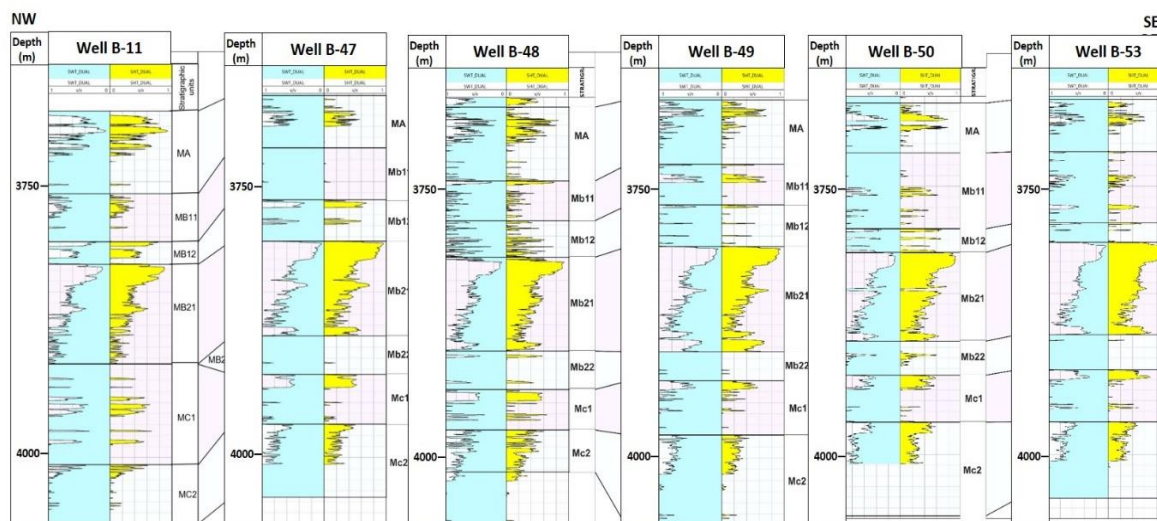 NW
SE
Depth
(m)
Well B-11
Depth
(m)
Well B-47
Depth
(m)
Well B-48
Depth
(m)
Well B-49
Depth
(m)
Well B-50
Depth
(m)
Well B-53
Stratigraphic
units
MA
MB11
MB12
MB21
MB2
MC1
MC2
3750
4000
MA
Mb11
Mb12
Mb21
Mb22
Mc1
Mc2
3750
4000
MA
Mb11
Mb12
Mb21
Mb22
Mc1
Mc2
3750
4000
MA
Mb11
Mb12
Mb21
Mb22
Mc1
Mc2
3750
4000
MA
Mb11
Mb12
Mb21
Mb22
Mc1
Mc2
3750
4000
3750
4000